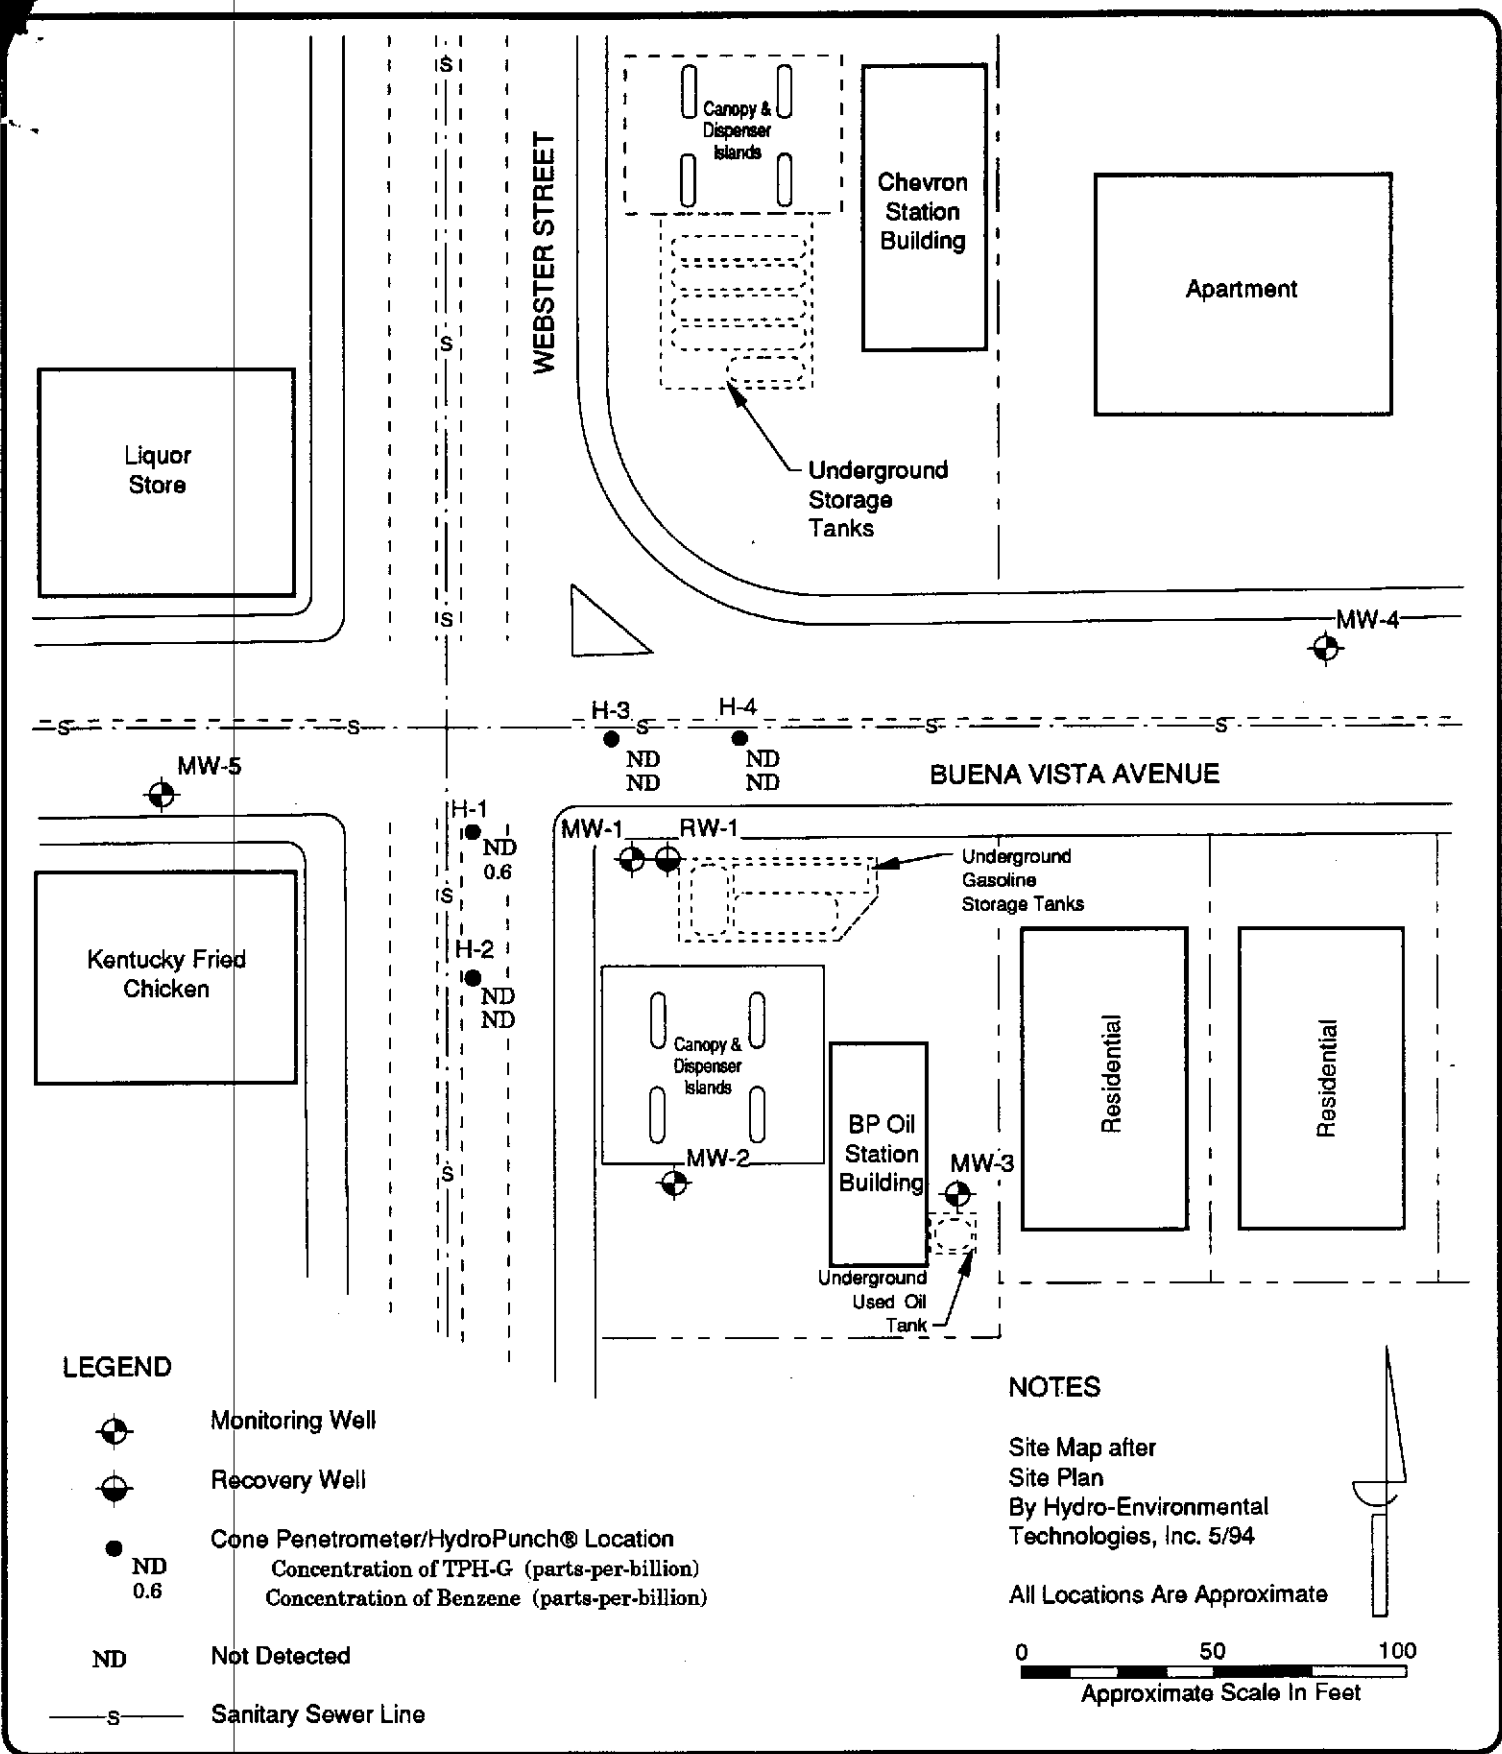 S
Canopy &
Dispenser
Islands
WEBSTER STREET
Chevron
Station
Building
Apartment
S
Liquor
Store
Underground
Storage
Tanks
S
MW-4
S
S
H-3
S
H-4
S
S
ND
ND
ND
ND
BUENA VISTA AVENUE
MW-5
H-1
ND
0.6
MW-1
RW-1
Underground
Gasoline
Storage Tanks
S
Kentucky Fried
Chicken
H-2
ND
ND
Canopy &
Dispenser
Islands
Residential
Residential
BP Oil
Station
Building
MW-2
MW-3
S
Underground
Used Oil
Tank
LEGEND
Monitoring Well
Recovery Well
Cone Penetrometer/HydroPunch® Location
ND
Concentration of TPH-G (parts-per-billion)
0.6
Concentration of Benzene (parts-per-billion)
ND
Not Detected
S
Sanitary Sewer Line
NOTES
Site Map after
Site Plan
By Hydro-Environmental
Technologies, Inc. 5/94
All Locations Are Approximate
0 50 100
Approximate Scale In Feet